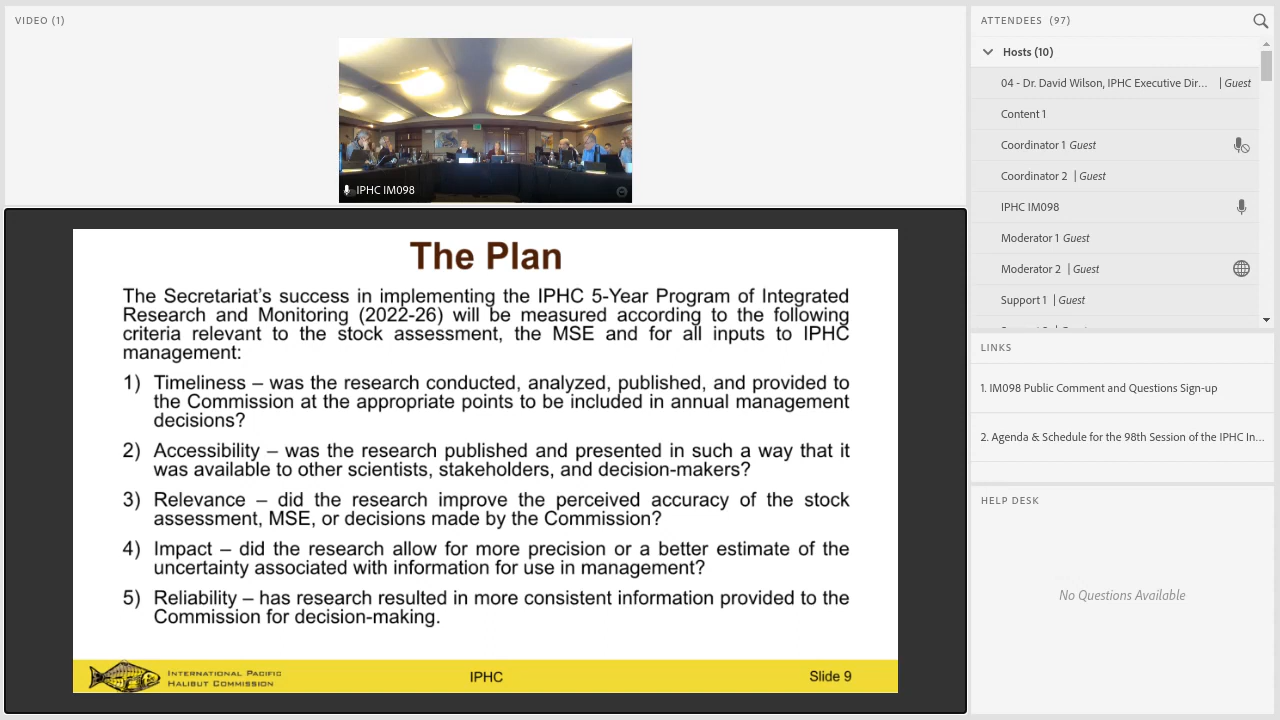 VIDEO (1)
IPHC IM098
The Plan
The Secretariat's success in implementing the IPHC 5-Year Program of Integrated
Research and Monitoring (2022-26) will be measured according to the following
criteria relevant to the stock assessment, the MSE and for all inputs to IPHC
management:
1) Timeliness – was the research conducted, analyzed, published, and provided to
the Commission at the appropriate points to be included in annual management
decisions?
2) Accessibility – was the research published and presented in such a way that it
was available to other scientists, stakeholders, and decision-makers?
3) Relevance – did the research improve the perceived accuracy of the stock
assessment, MSE, or decisions made by the Commission?
4) Impact – did the research allow for more precision or a better estimate of the
uncertainty associated with information for use in management?
5) Reliability – has research resulted in more consistent information provided to the
Commission for decision-making.
INTERNATIONAL PACIFIC
HALIBUT COMMISSION
IPHC
Slide 9
ATTENDEES (97)
Hosts (10)
04 - Dr. David Wilson, IPHC Executive Dir... | Guest
Content 1
Coordinator 1 Guest
Coordinator 2 | Guest
IPHC IM098
Moderator 1 Guest
Moderator 2 | Guest
Support 1 | Guest
LINKS
1. IM098 Public Comment and Questions Sign-up
2. Agenda & Schedule for the 98th Session of the IPHC In...
HELP DESK
No Questions Available